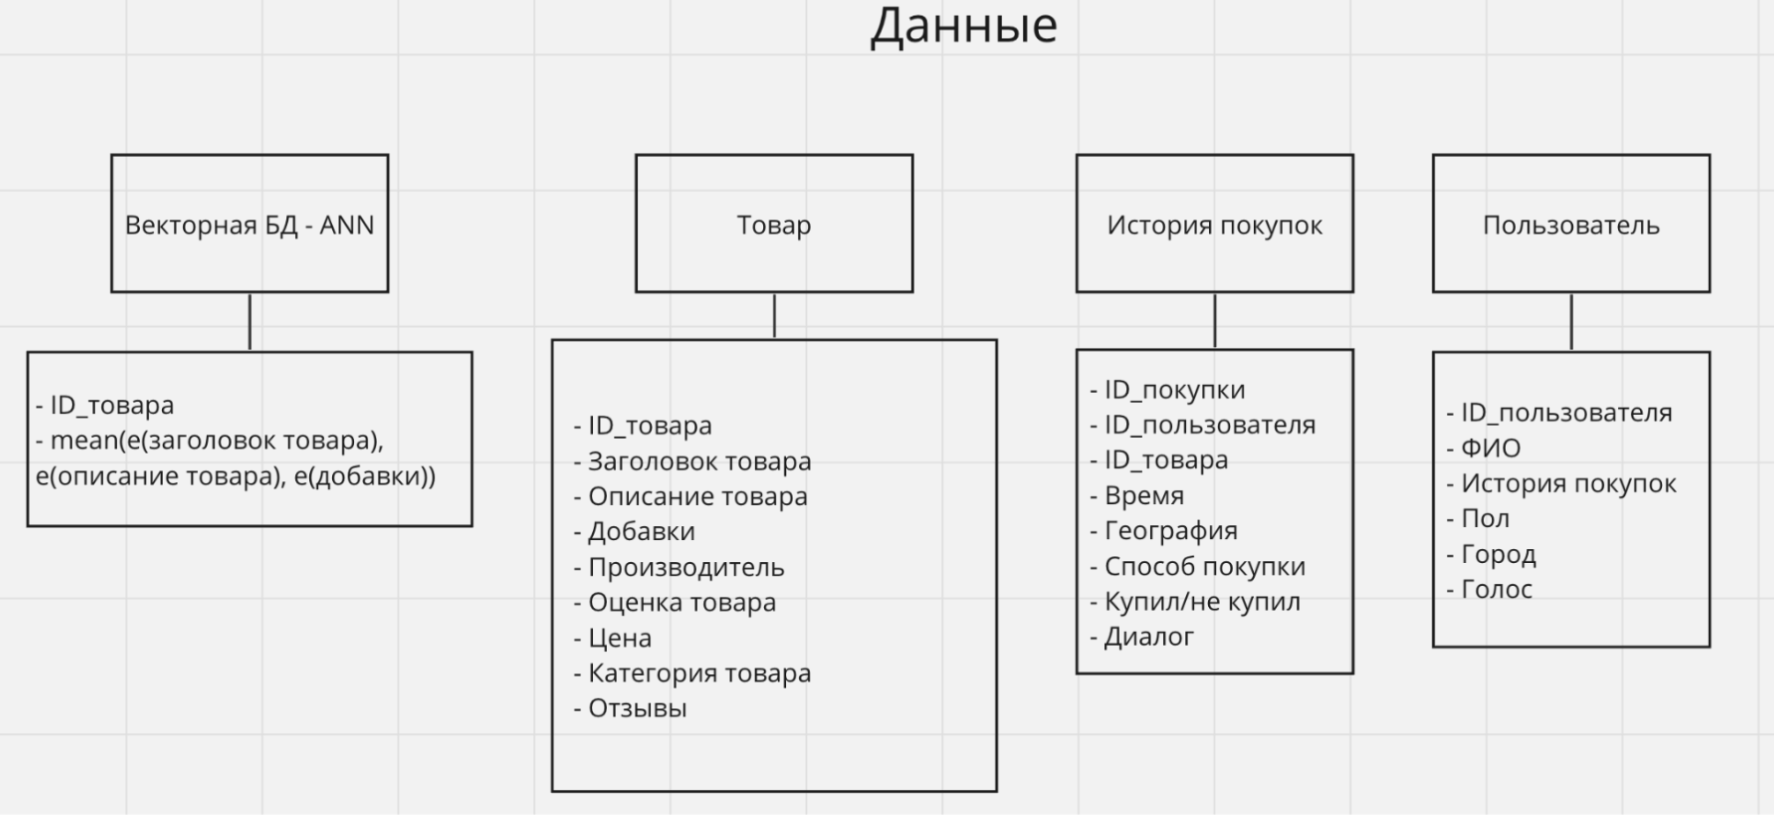 Данные
Векторная БД - ANN
- ID_товара
- mean(e(заголовок товара),
e(описание товара), e(добавки))
Товар
- ID_товара
- Заголовок товара
- Описание товара
- Добавки
- Производитель
- Оценка товара
- Цена
- Категория товара
- Отзывы
История покупок
- ID_покупки
- ID_пользователя
- ID_товара
- Время
- География
- Способ покупки
- Купил/не купил
- Диалог
Пользователь
- ID_пользователя
- ФИО
- История покупок
- Пол
- Город
- Голос